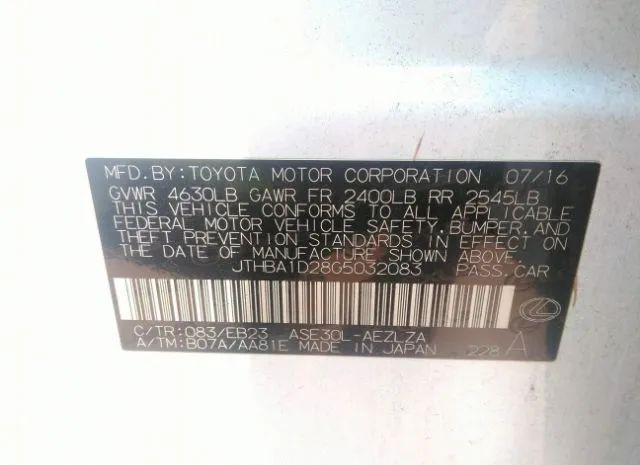 MFD.BY:TOYOTA MOTOR CORPORATION 07/16
GVWR 4630LB GAWR FR 2400LB RR 2545LB
THIS VEHICLE CONFORMS TO ALL APPLICABLE
FEDERAL MOTOR VEHICLE SAFETY,BUMPER,AND
THEFT PREVENTION STANDARDS IN EFFECT ON
THE DATE OF MANUFACTURE SHOWN ABOVE.
JTHBA1D28G5032083 PASS.CAR
C/TR:083/EB23 ASE30L-AEZLZA
A/TM:B07A/AA81E MADE IN JAPAN 228 A